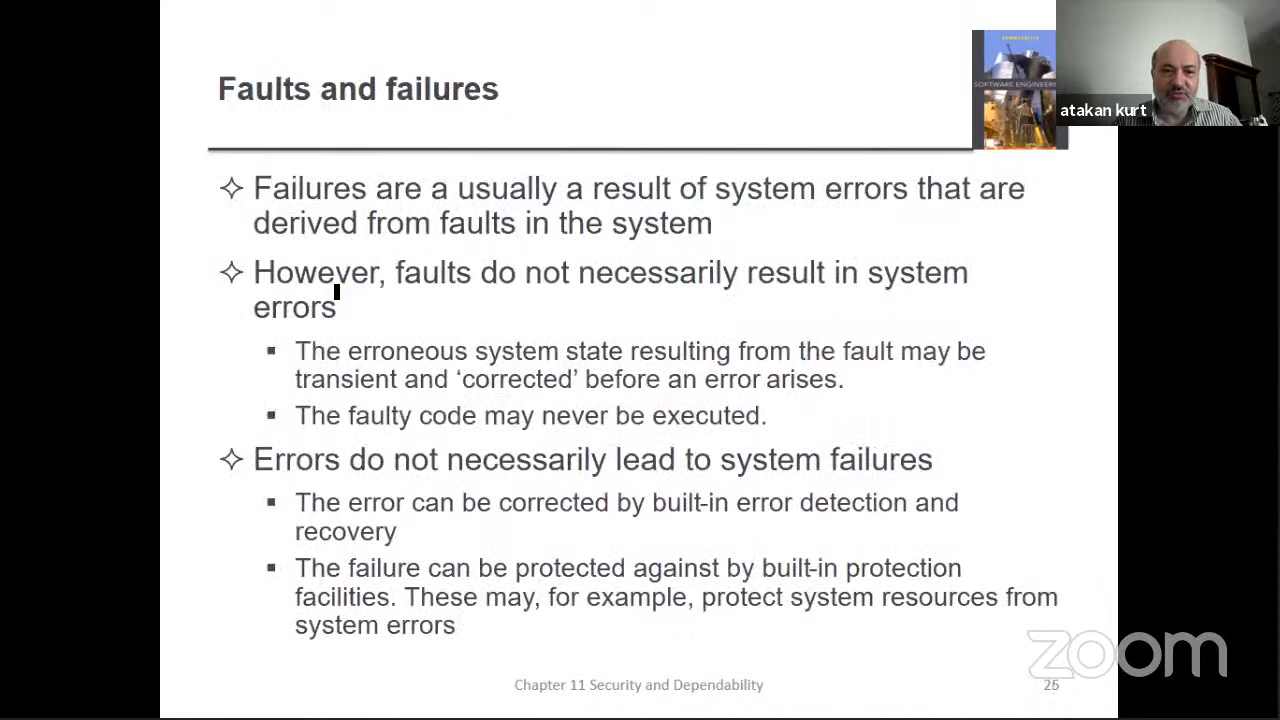 Faults and failures
SOMMERVILLE
SOFTWARE ENGINEERI
atakan kurt
✧ Failures are a usually a result of system errors that are
derived from faults in the system
✧ However, faults do not necessarily result in system
errors
▪ The erroneous system state resulting from the fault may be
transient and ‘corrected’ before an error arises.
▪ The faulty code may never be executed.
✧ Errors do not necessarily lead to system failures
▪ The error can be corrected by built-in error detection and
recovery
▪ The failure can be protected against by built-in protection
facilities. These may, for example, protect system resources from
system errors
zoom
Chapter 11 Security and Dependability